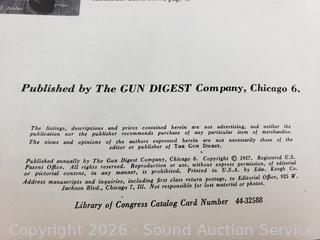 T. Amber
Published by The GUN DIGEST Company, Chicago 6.
The listings, descriptions and prices contained herein are not advertising, and neither the
publication nor the publisher recommends purchase of any particular item of merchandise.
The views and opinions of the authors expressed herein are not necessarily those of the
editor or publisher of THE GUN DIGEST.
Published annually by The Gun Digest Company, Chicago 6. Copyright © 1957. Registered U.S.
Patent Office. All rights reserved. Reproduction or use, without express permission, of editorial
or pictorial content, in any manner, is prohibited. Printed in U.S.A. by Edw. Keogh Co.
Address manuscripts and inquiries, including first class return postage, to Editorial Office, 925 W.
Jackson Blvd., Chicago 7, Ill. Not responsible for lost material or photos.
Library of Congress Catalog Card Number 44-32588
Copyright 2026 - SoundAuctionService